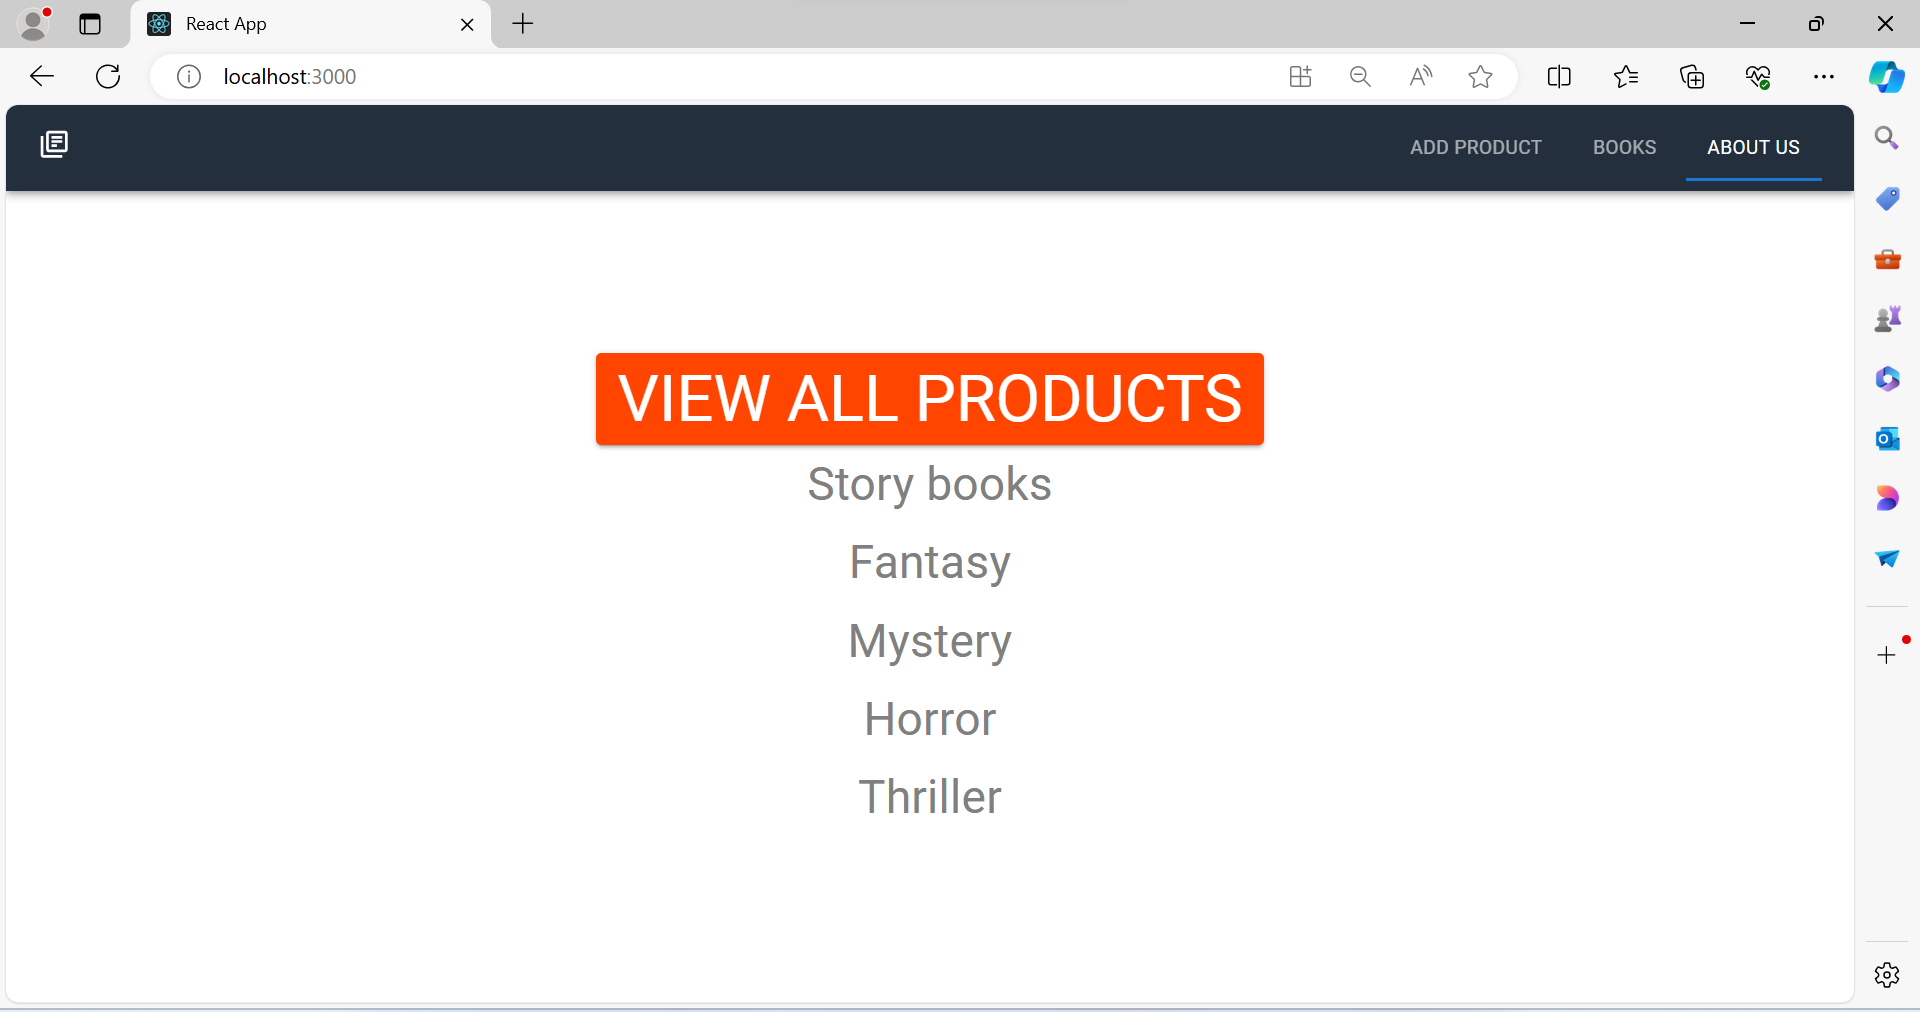 React App
localhost:3000
ADD PRODUCT BOOKS ABOUT US
VIEW ALL PRODUCTS
Story books
Fantasy
Mystery
Horror
Thriller